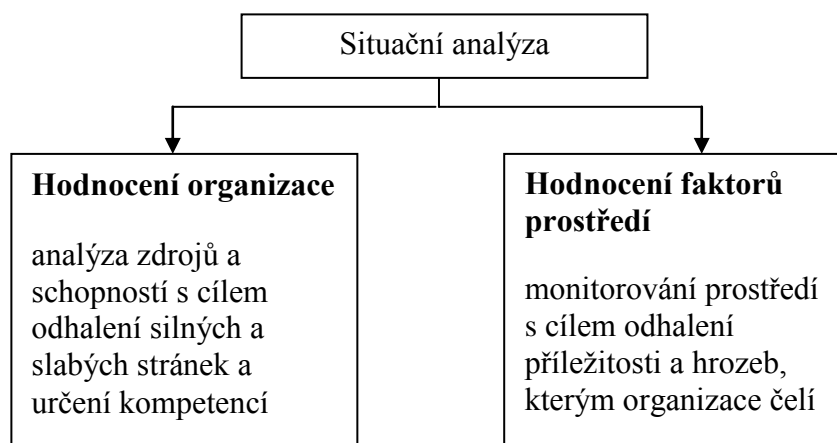 Situační analýza
Hodnocení organizace
analýza zdrojů a
schopností s cílem
odhalení silných a
slabých stránek a
určení kompetencí
Hodnocení faktorů
prostředí
monitorování prostředí
s cílem odhalení
příležitosti a hrozeb,
kterým organizace čelí